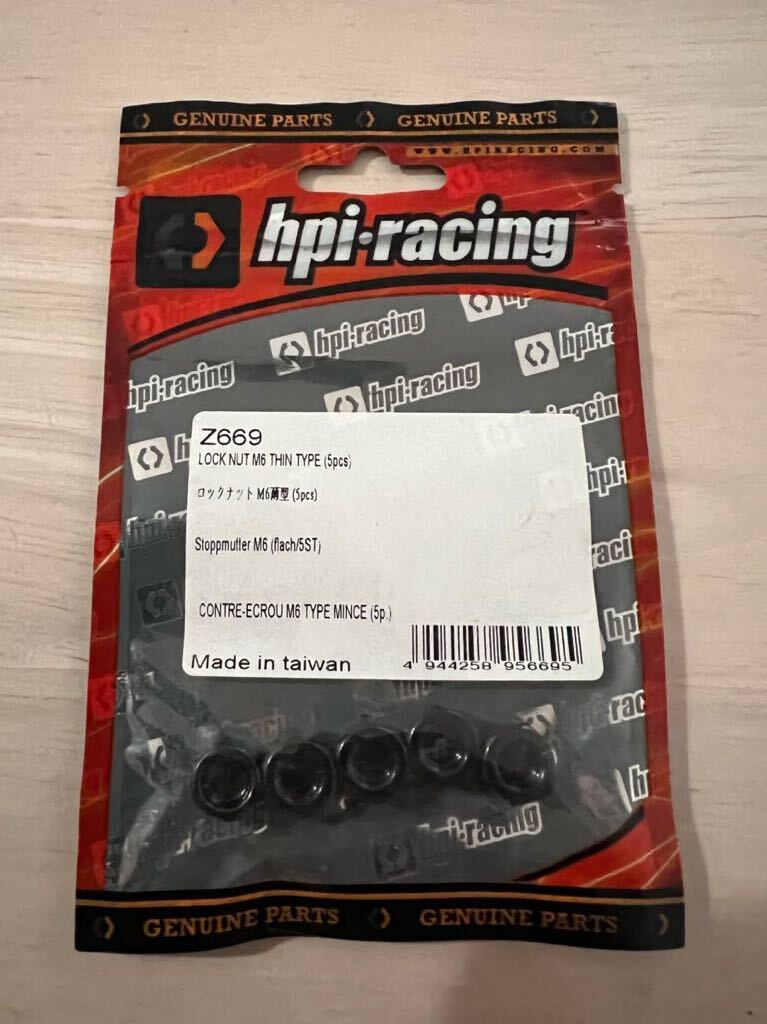 GENUINE PARTS GENUINE PARTS
WWW.HPIRACING.COM
hpi·racing
hpi·racing
hpi·racing
hpi·racing
hpi·racing
Z669
LOCK NUT M6 THIN TYPE (5pcs)
ロックナット M6薄型 (5pcs)
Stoppmutter M6 (flach/5ST)
CONTRE-ECROU M6 TYPE MINCE (5p.)
Made in taiwan
4 944258 956695
hpi·racing
GENUINE PARTS GENUINE PARTS